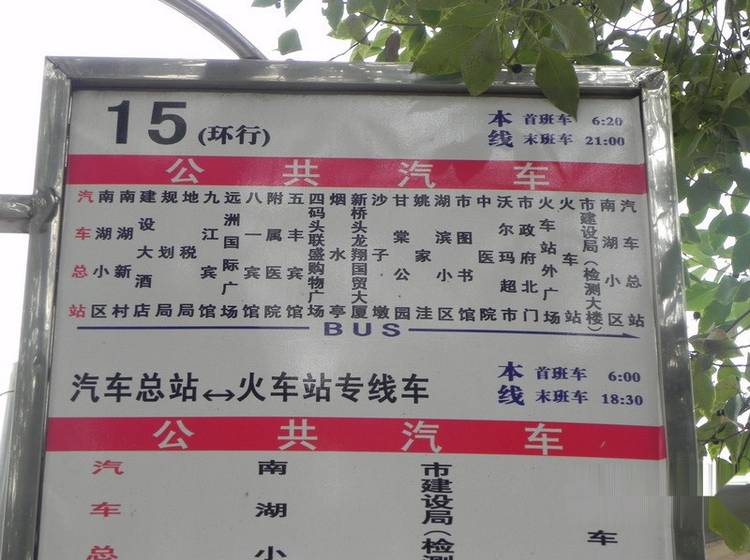 15(环行)
本线 首班车 6:20
末班车 21:00
公共汽车
汽车总站
南湖小区
南湖新村
建设大酒店
规划局
地税局
九江宾馆
远洲国际广场
八一宾馆
附属医院
五丰宾馆
四码头联盛购物广场
烟水亭
新桥头龙翔国贸大厦
沙子墩
甘棠公园
姚家洼
湖滨小区
市图书馆
中医院
沃尔玛超市
市政府北门
火车站外广场
火车站
市建设局(检测大楼)
南湖小区
汽车总站
BUS
汽车总站↔火车站专线车
本线 首班车 6:00
末班车 18:30
公共汽车
汽车总
南湖小
市建设局(检测
车